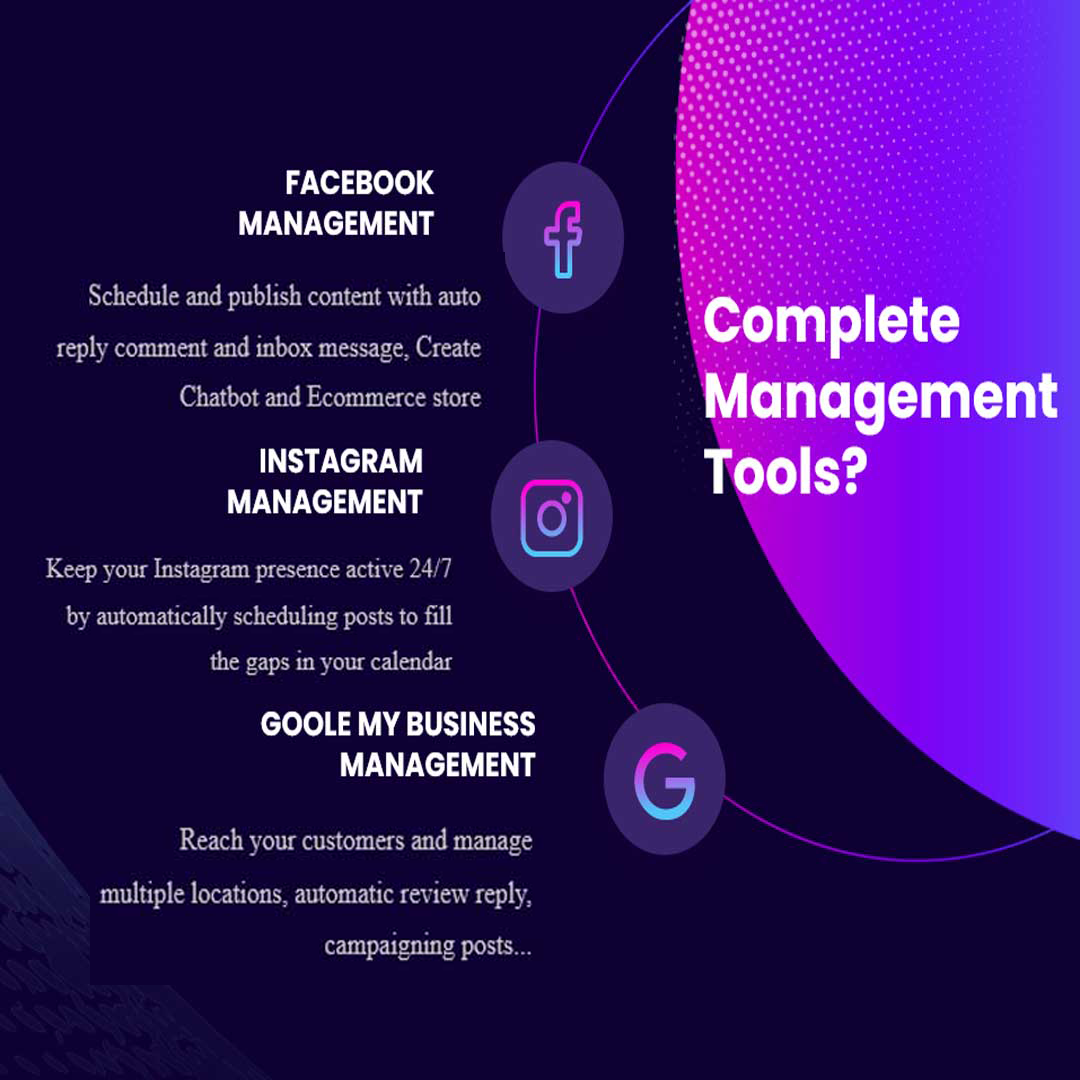 FACEBOOK
MANAGEMENT
Schedule and publish content with auto
reply comment and inbox message, Create
Chatbot and Ecommerce store
INSTAGRAM
MANAGEMENT
Keep your Instagram presence active 24/7
by automatically scheduling posts to fill
the gaps in your calendar
GOOLE MY BUSINESS
MANAGEMENT
Reach your customers and manage
multiple locations, automatic review reply,
campaigning posts...
Complete
Management
Tools?